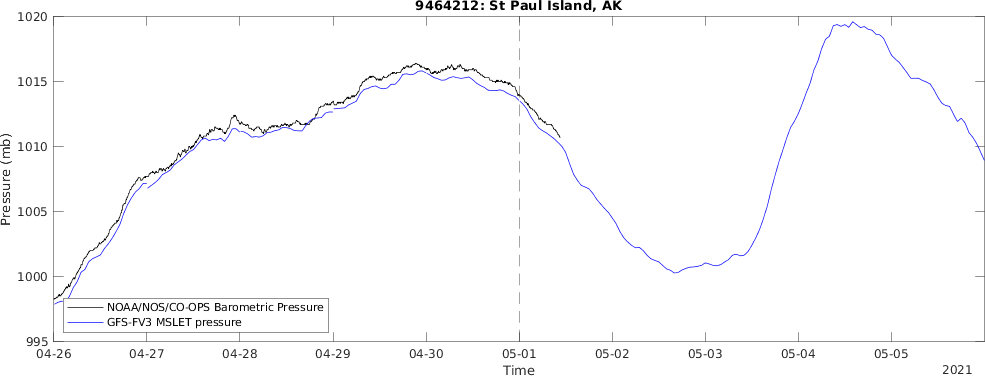 9464212: St Paul Island, AK
Pressure (mb)
1020
1015
1010
1005
1000
995
NOAA/NOS/CO-OPS Barometric Pressure
GFS-FV3 MSLET pressure
04-26 04-27 04-28 04-29 04-30 05-01 05-02 05-03 05-04 05-05
Time
2021